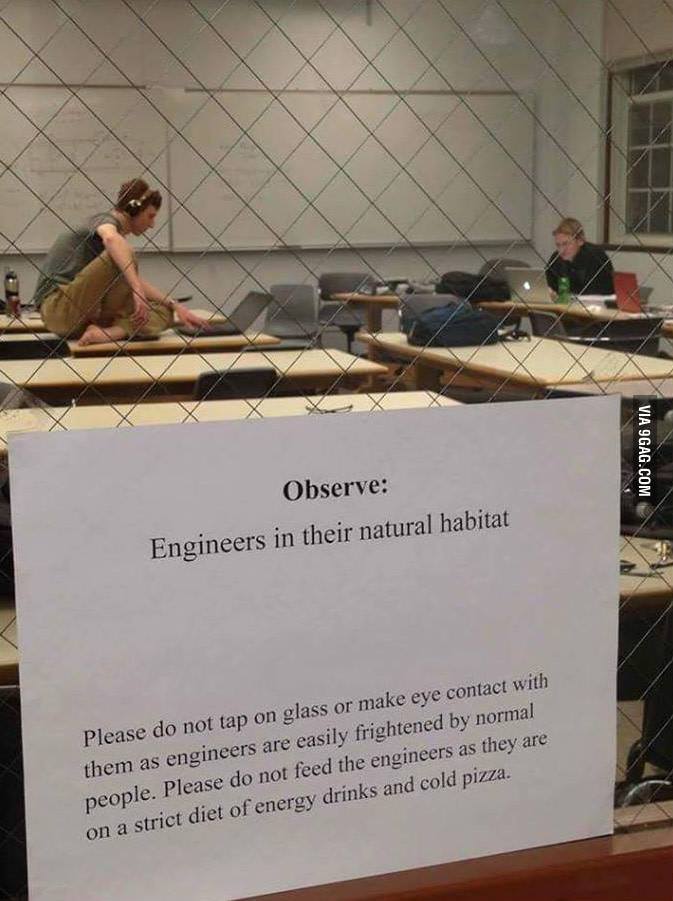 Observe:
Engineers in their natural habitat
Please do not tap on glass or make eye contact with
them as engineers are easily frightened by normal
people. Please do not feed the engineers as they are
on a strict diet of energy drinks and cold pizza.
VIA 9GAG.COM